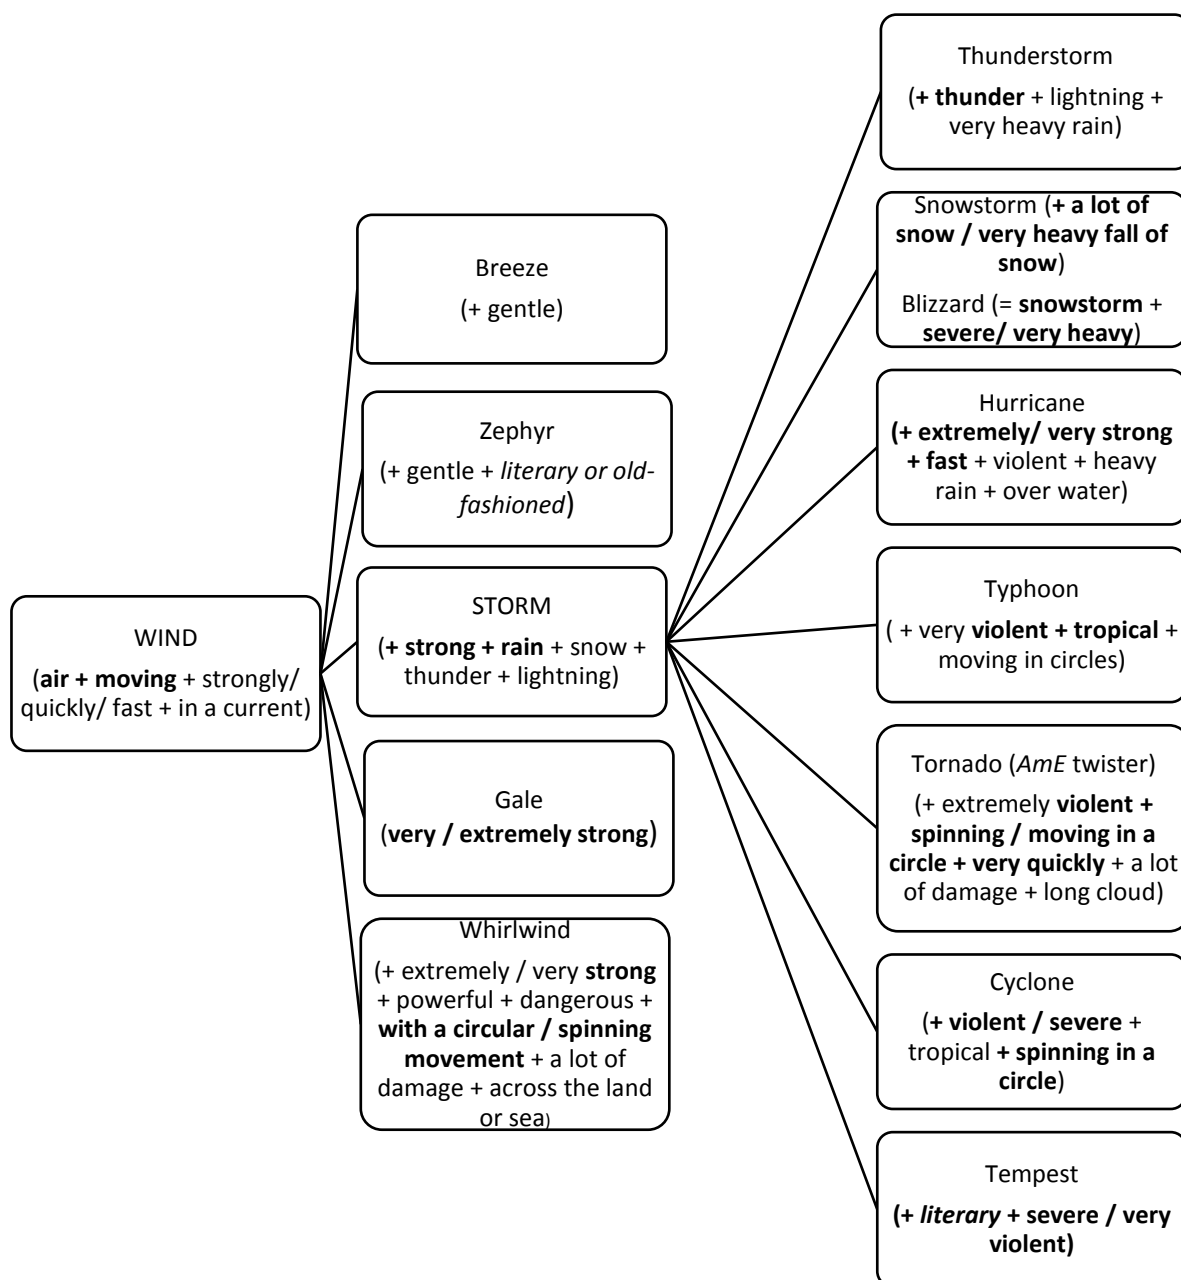 WIND
(air + moving + strongly/
quickly/ fast + in a current)
Breeze
(+ gentle)
Zephyr
(+ gentle + literary or old-
fashioned)
STORM
(+ strong + rain + snow +
thunder + lightning)
Gale
(very / extremely strong)
Whirlwind
(+ extremely / very strong
+ powerful + dangerous +
with a circular / spinning
movement + a lot of
damage + across the land
or sea)
Thunderstorm
(+ thunder + lightning +
very heavy rain)
Snowstorm (+ a lot of
snow / very heavy fall of
snow)
Blizzard (= snowstorm +
severe/ very heavy)
Hurricane
(+ extremely/ very strong
+ fast + violent + heavy
rain + over water)
Typhoon
( + very violent + tropical +
moving in circles)
Tornado (AmE twister)
(+ extremely violent +
spinning / moving in a
circle + very quickly + a lot
of damage + long cloud)
Cyclone
(+ violent / severe +
tropical + spinning in a
circle)
Tempest
(+ literary + severe / very
violent)